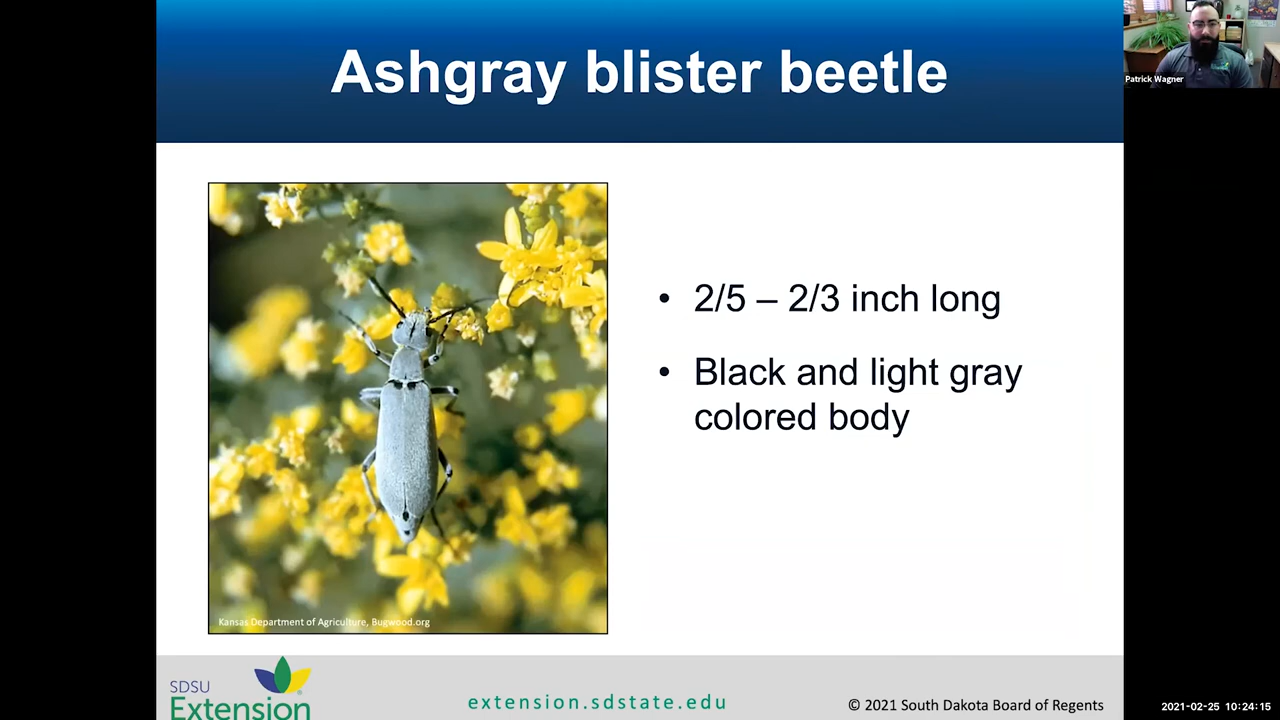 Ashgray blister beetle
Patrick Wagner
• 2/5 – 2/3 inch long
• Black and light gray
colored body
Kansas Department of Agriculture, Bugwood.org
SDSU
Extension
extension.sdstate.edu
© 2021 South Dakota Board of Regents
2021-02-25 10:24:15